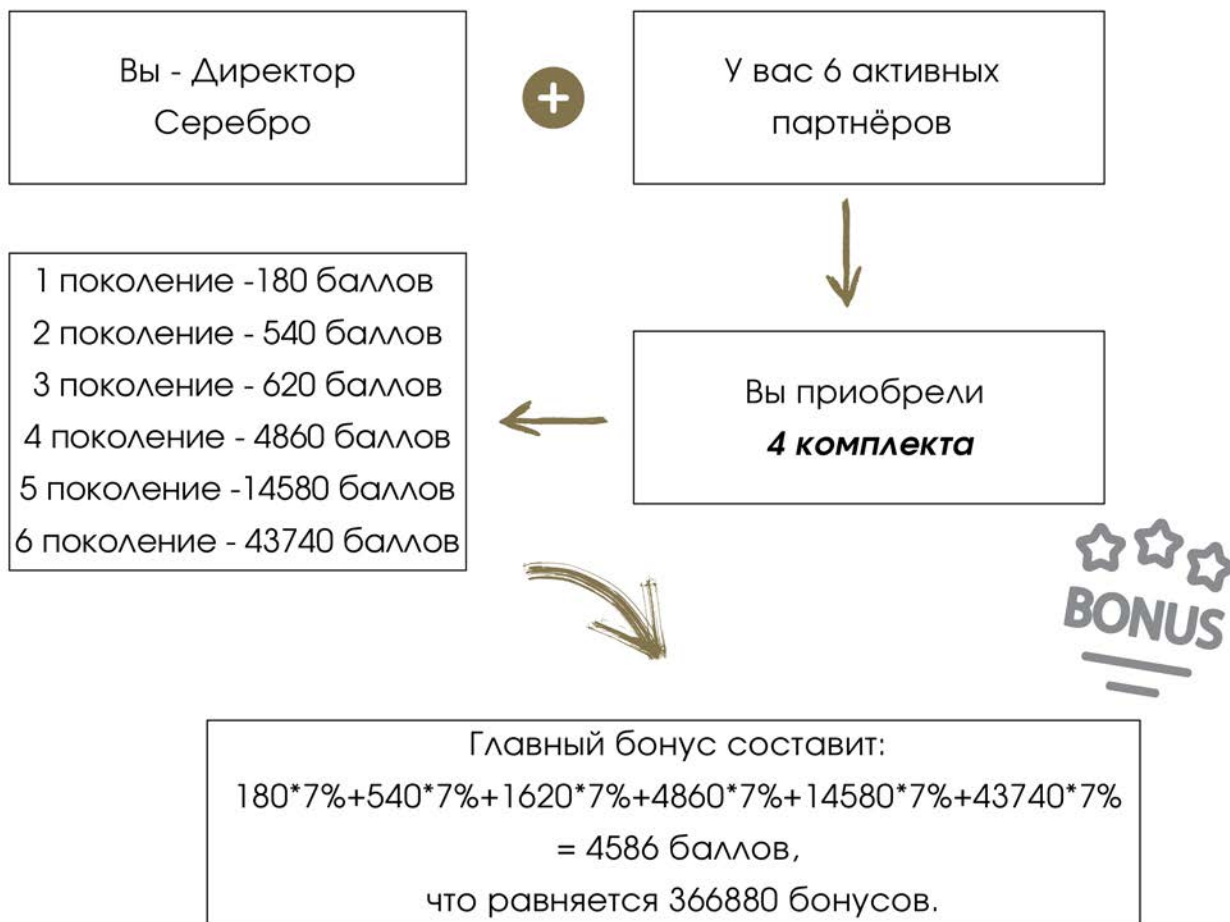 Вы - Директор
Серебро
У вас 6 активных
партнёров
1 поколение -180 баллов
2 поколение - 540 баллов
3 поколение - 620 баллов
4 поколение - 4860 баллов
5 поколение -14580 баллов
6 поколение - 43740 баллов
Вы приобрели
4 комплекта
BONUS
Главный бонус составит:
180*7%+540*7%+1620*7%+4860*7%+14580*7%+43740*7%
= 4586 баллов,
что равняется 366880 бонусов.